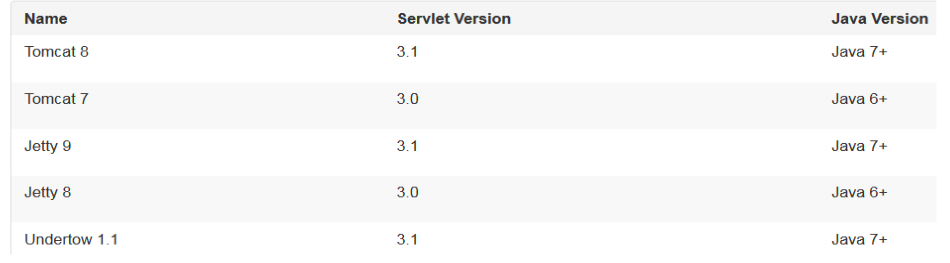 Name Servlet Version Java Version
Tomcat 8 3.1 Java 7+
Tomcat 7 3.0 Java 6+
Jetty 9 3.1 Java 7+
Jetty 8 3.0 Java 6+
Undertow 1.1 3.1 Java 7+